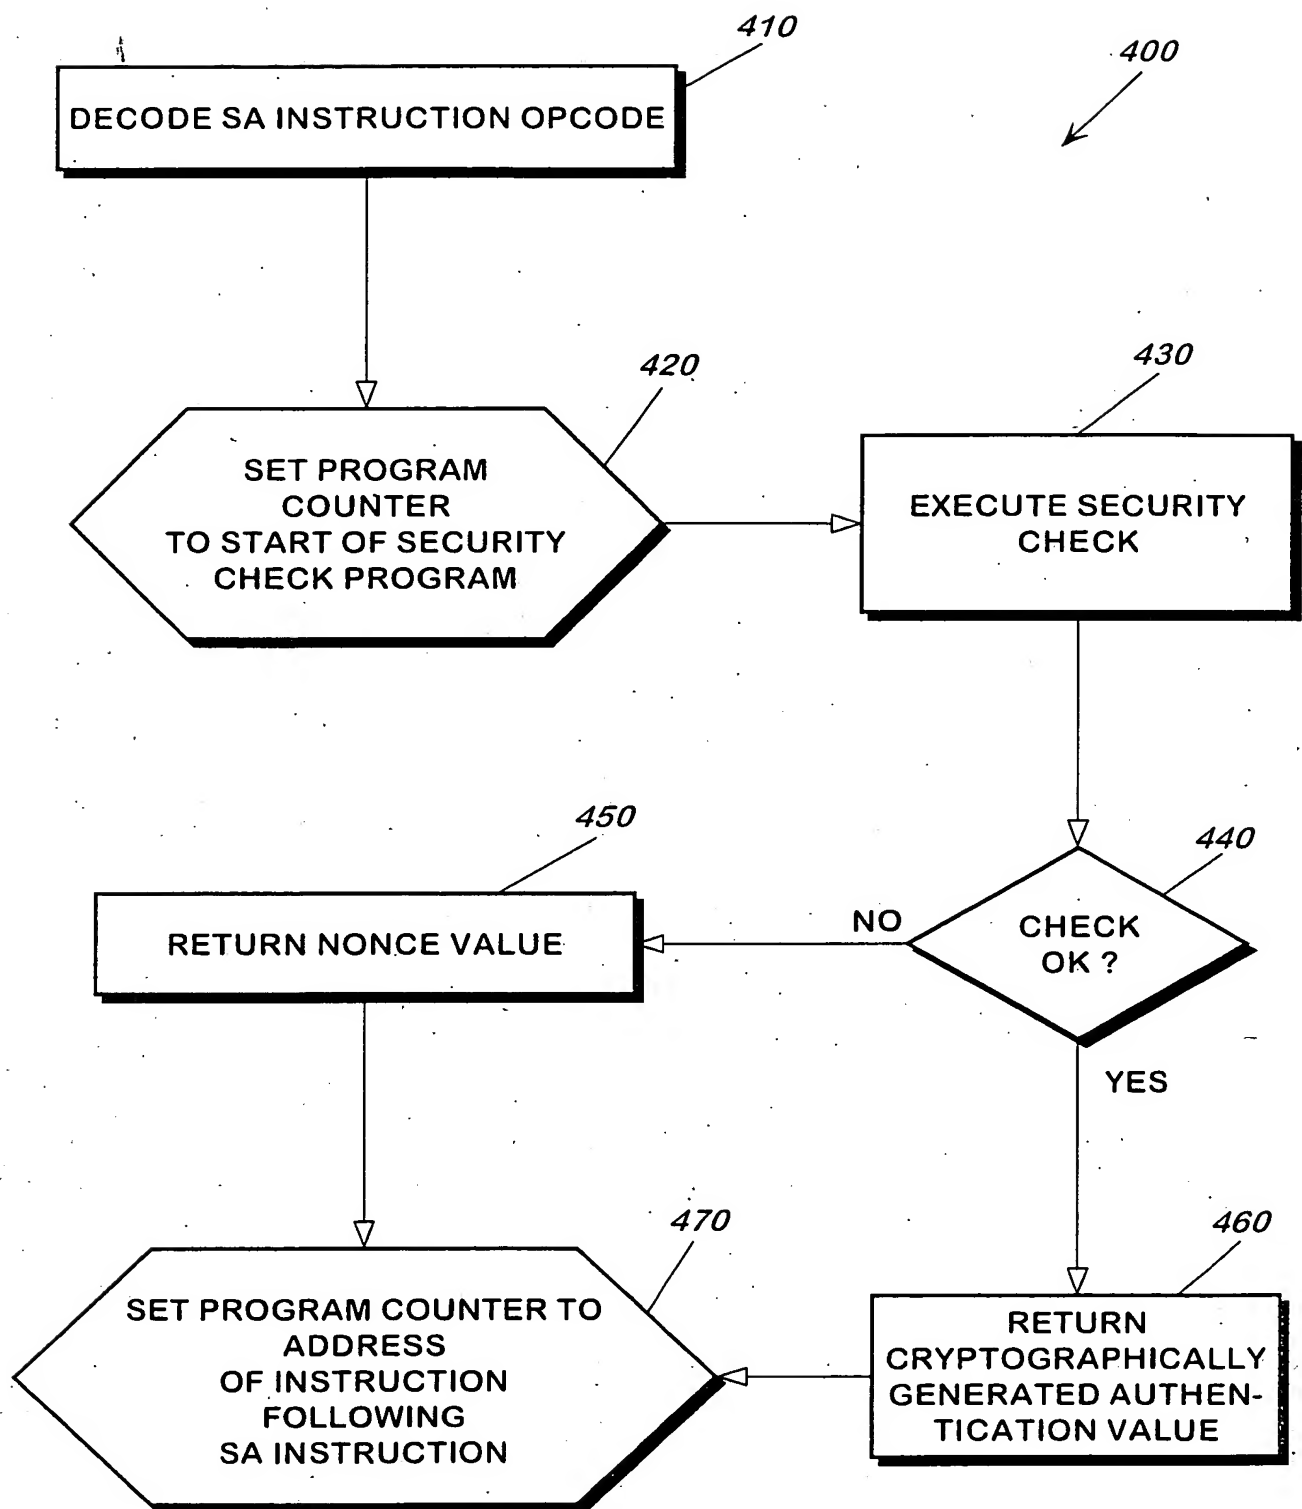 410
400
DECODE SA INSTRUCTION OPCODE
420
430
SET PROGRAM
COUNTER
TO START OF SECURITY
CHECK PROGRAM
EXECUTE SECURITY
CHECK
450
440
RETURN NONCE VALUE
NO
CHECK
OK ?
YES
470
460
SET PROGRAM COUNTER TO
ADDRESS
OF INSTRUCTION
FOLLOWING
SA INSTRUCTION
RETURN
CRYPTOGRAPHICALLY
GENERATED AUTHEN-
TICATION VALUE